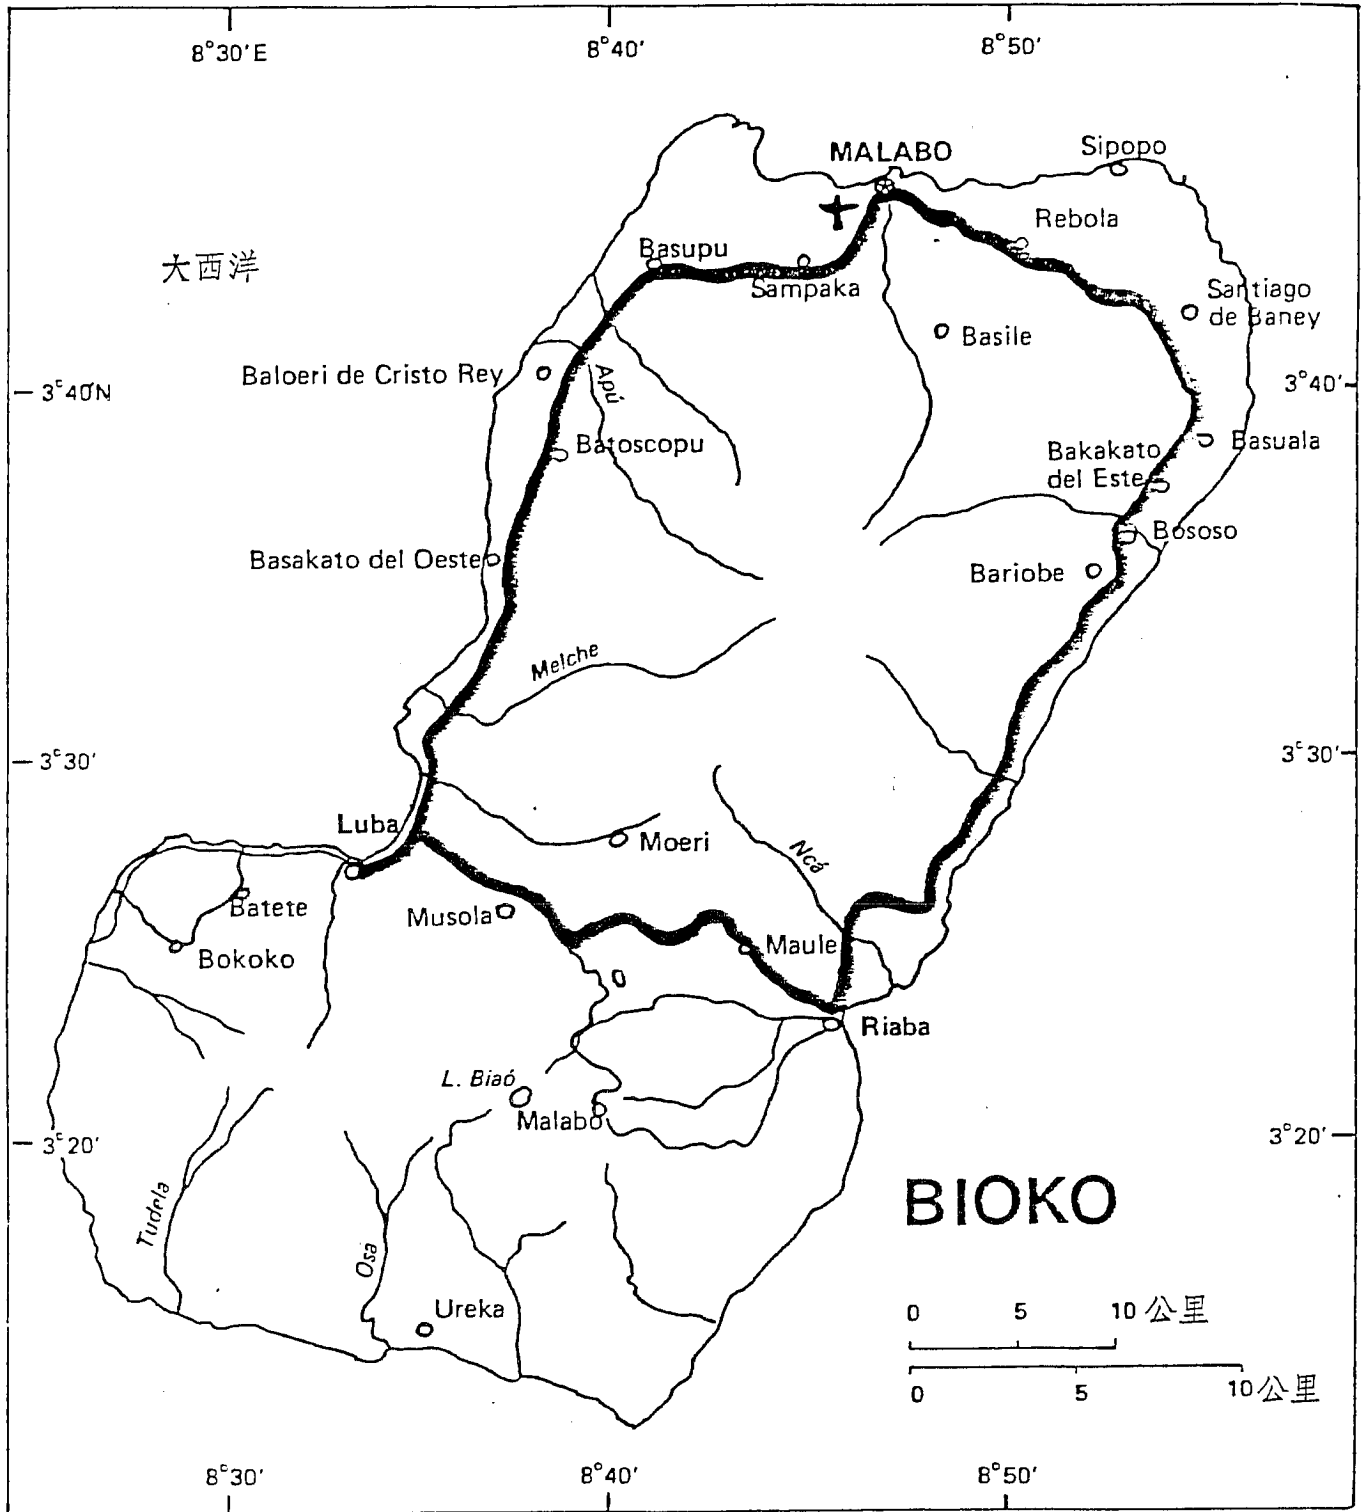 8°30'E
8°40'
8°50'
MALABO
Sipopo
Rebola
大西洋
Basupu
Sampaka
Santiago
de Baney
Basile
Baloeri de Cristo Rey
3°40'N
3°40'
Apú
Batoscopu
Basuala
Bakakato
del Este
Bososo
Basakato del Oeste
Bariobe
Melche
3°30'
3°30'
Luba
Moeri
Ncá
Batete
Musola
Maule
Bokoko
Riaba
L. Biaó
Malabo
3°20'
3°20'
BIOKO
Tudela
Osa
Ureka
0 5 10 公里
0 5 10 公里
8°30'
8°40'
8°50'